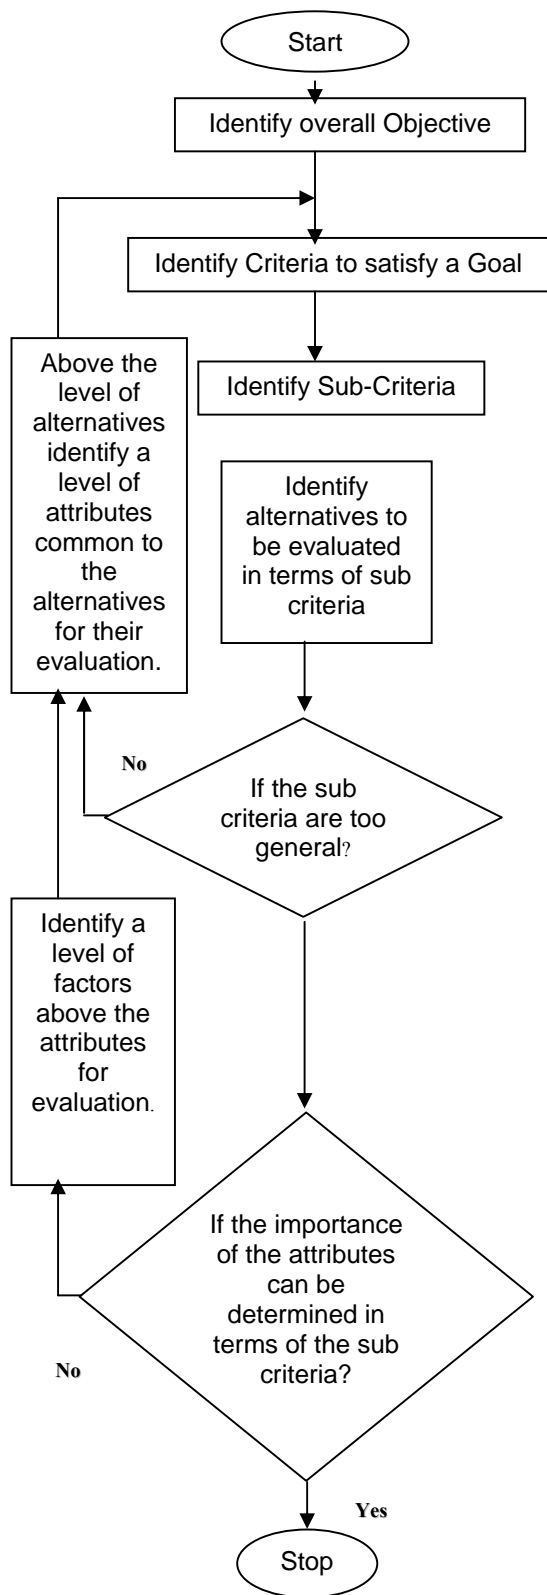 Start
Identify overall Objective
Identify Criteria to satisfy a Goal
Above the
level of
alternatives
identify a
level of
attributes
common to
the
alternatives
for their
evaluation.
Identify Sub-Criteria
Identify
alternatives to
be evaluated
in terms of sub
criteria
No
If the sub
criteria are too
general?
Identify a
level of
factors
above the
attributes
for
evaluation.
If the importance
of the attributes
can be
determined in
terms of the sub
criteria?
No
Yes
Stop